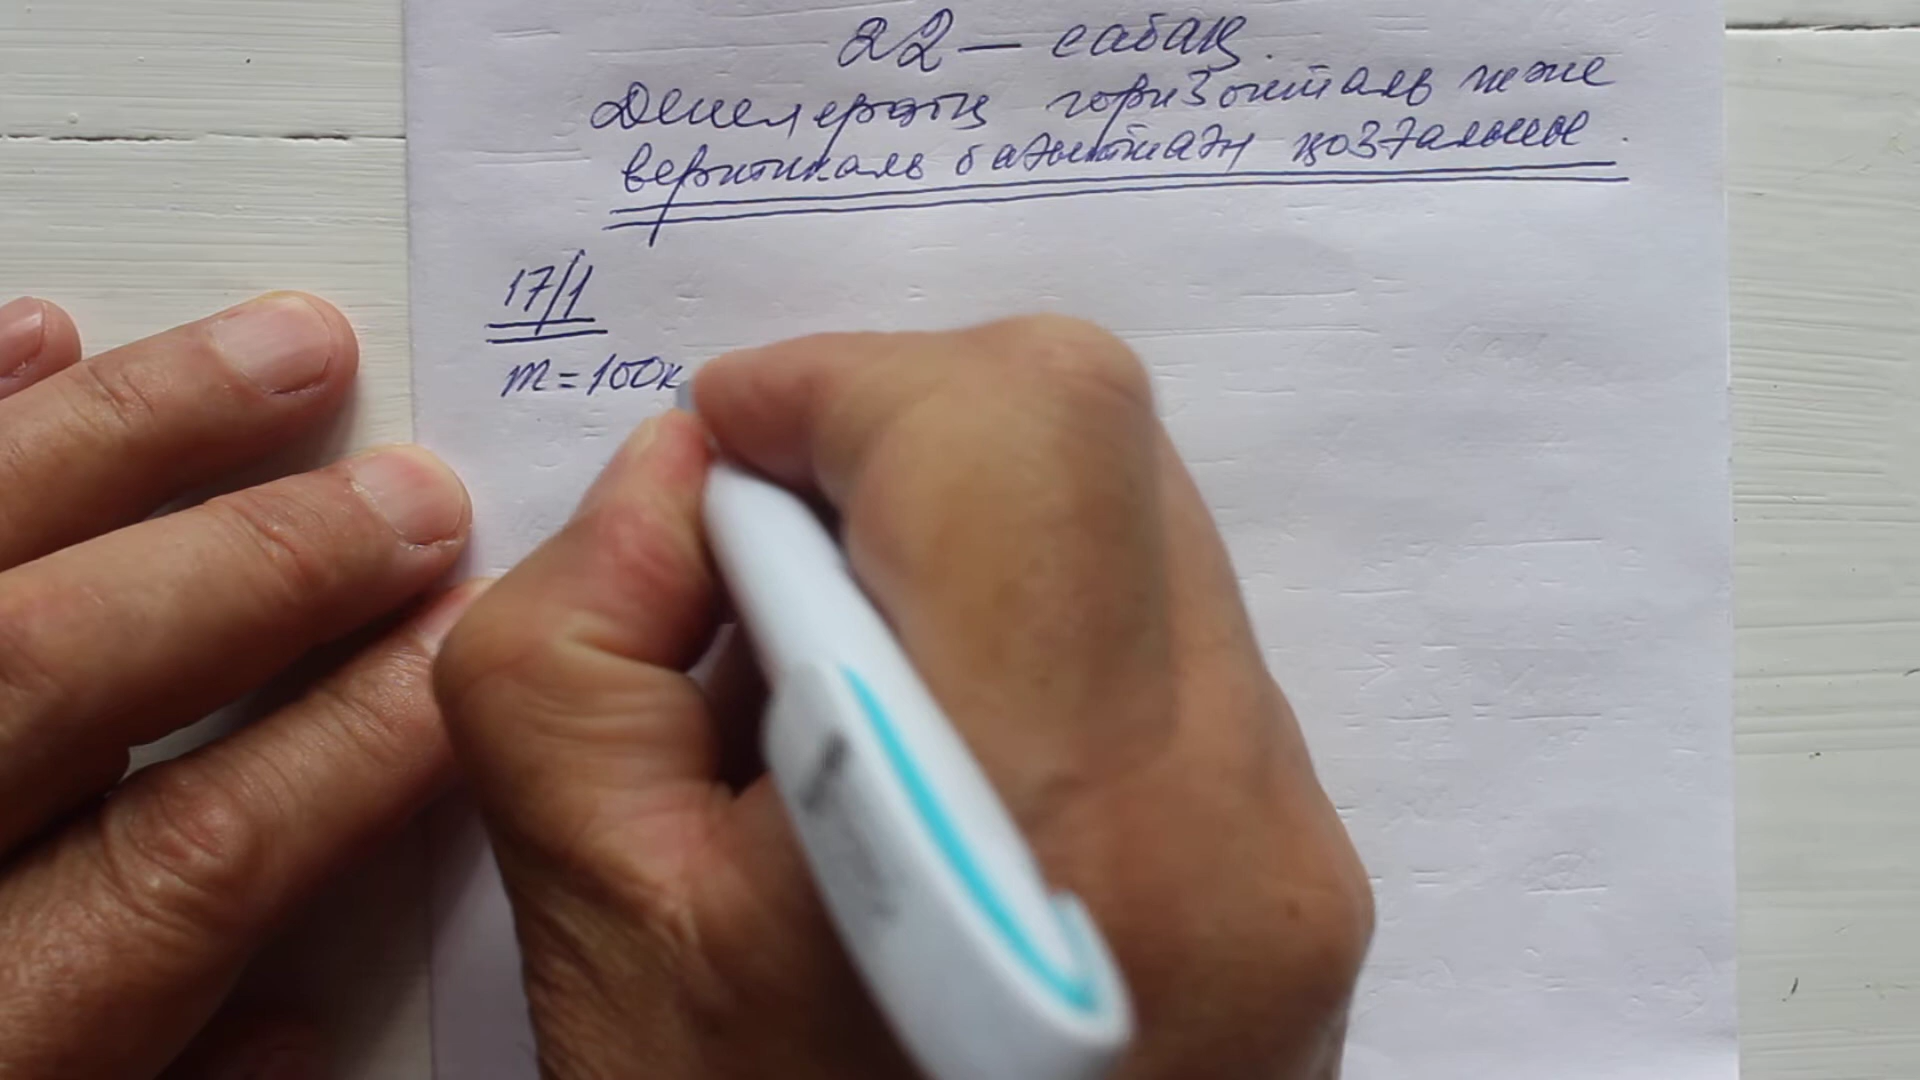 22 – сабақ.
Денелердің горизонталь және
вертикаль бағыттағы қозғалысы.
17/1
m = 100к